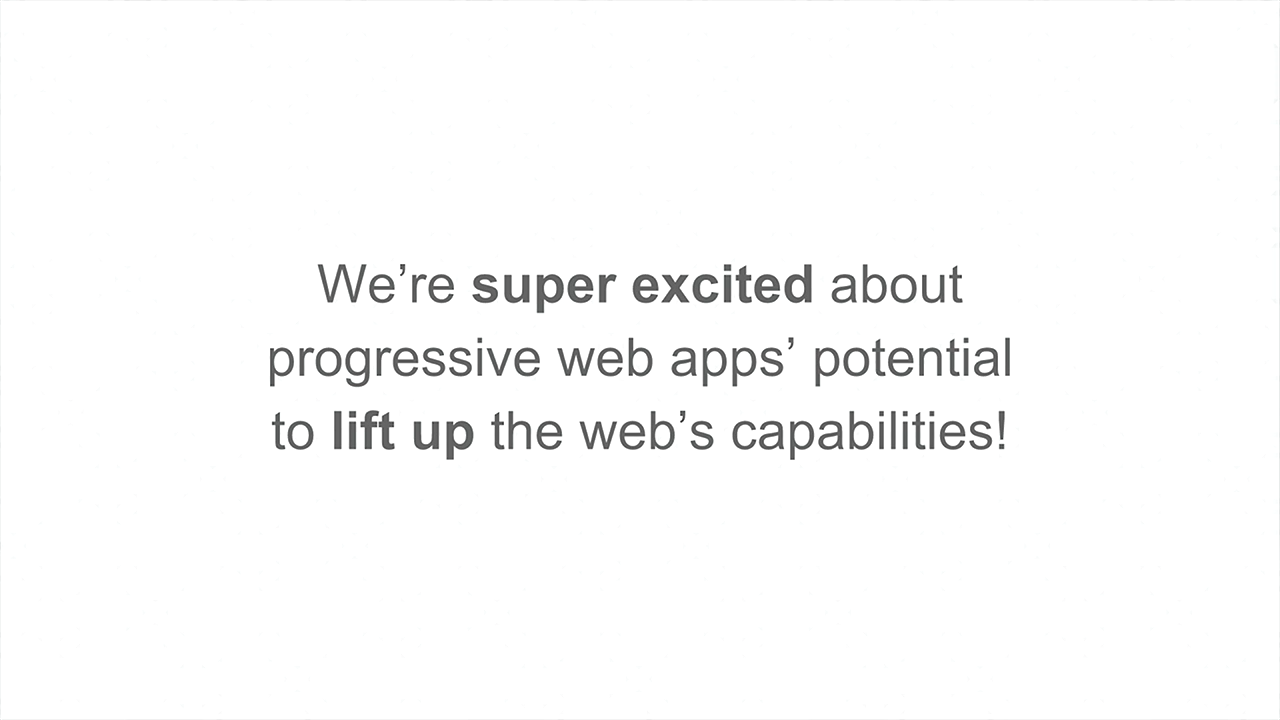 We’re super excited about
progressive web apps’ potential
to lift up the web’s capabilities!